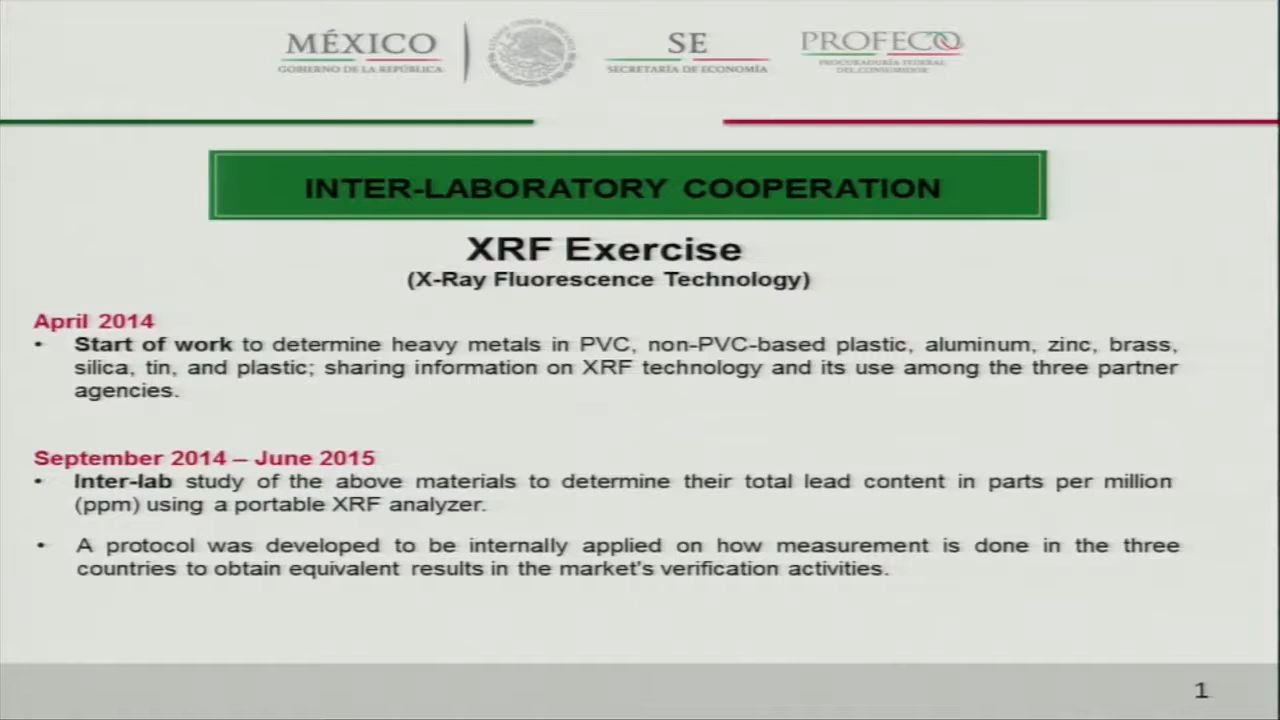 MÉXICO
GOBIERNO DE LA REPÚBLICA
SE
SECRETARÍA DE ECONOMÍA
PROFECO
PROCURADURÍA FEDERAL
DEL CONSUMIDOR
INTER-LABORATORY COOPERATION
XRF Exercise
(X-Ray Fluorescence Technology)
April 2014
• Start of work to determine heavy metals in PVC, non-PVC-based plastic, aluminum, zinc, brass,
silica, tin, and plastic; sharing information on XRF technology and its use among the three partner
agencies.
September 2014 – June 2015
• Inter-lab study of the above materials to determine their total lead content in parts per million
(ppm) using a portable XRF analyzer.
• A protocol was developed to be internally applied on how measurement is done in the three
countries to obtain equivalent results in the market's verification activities.
1